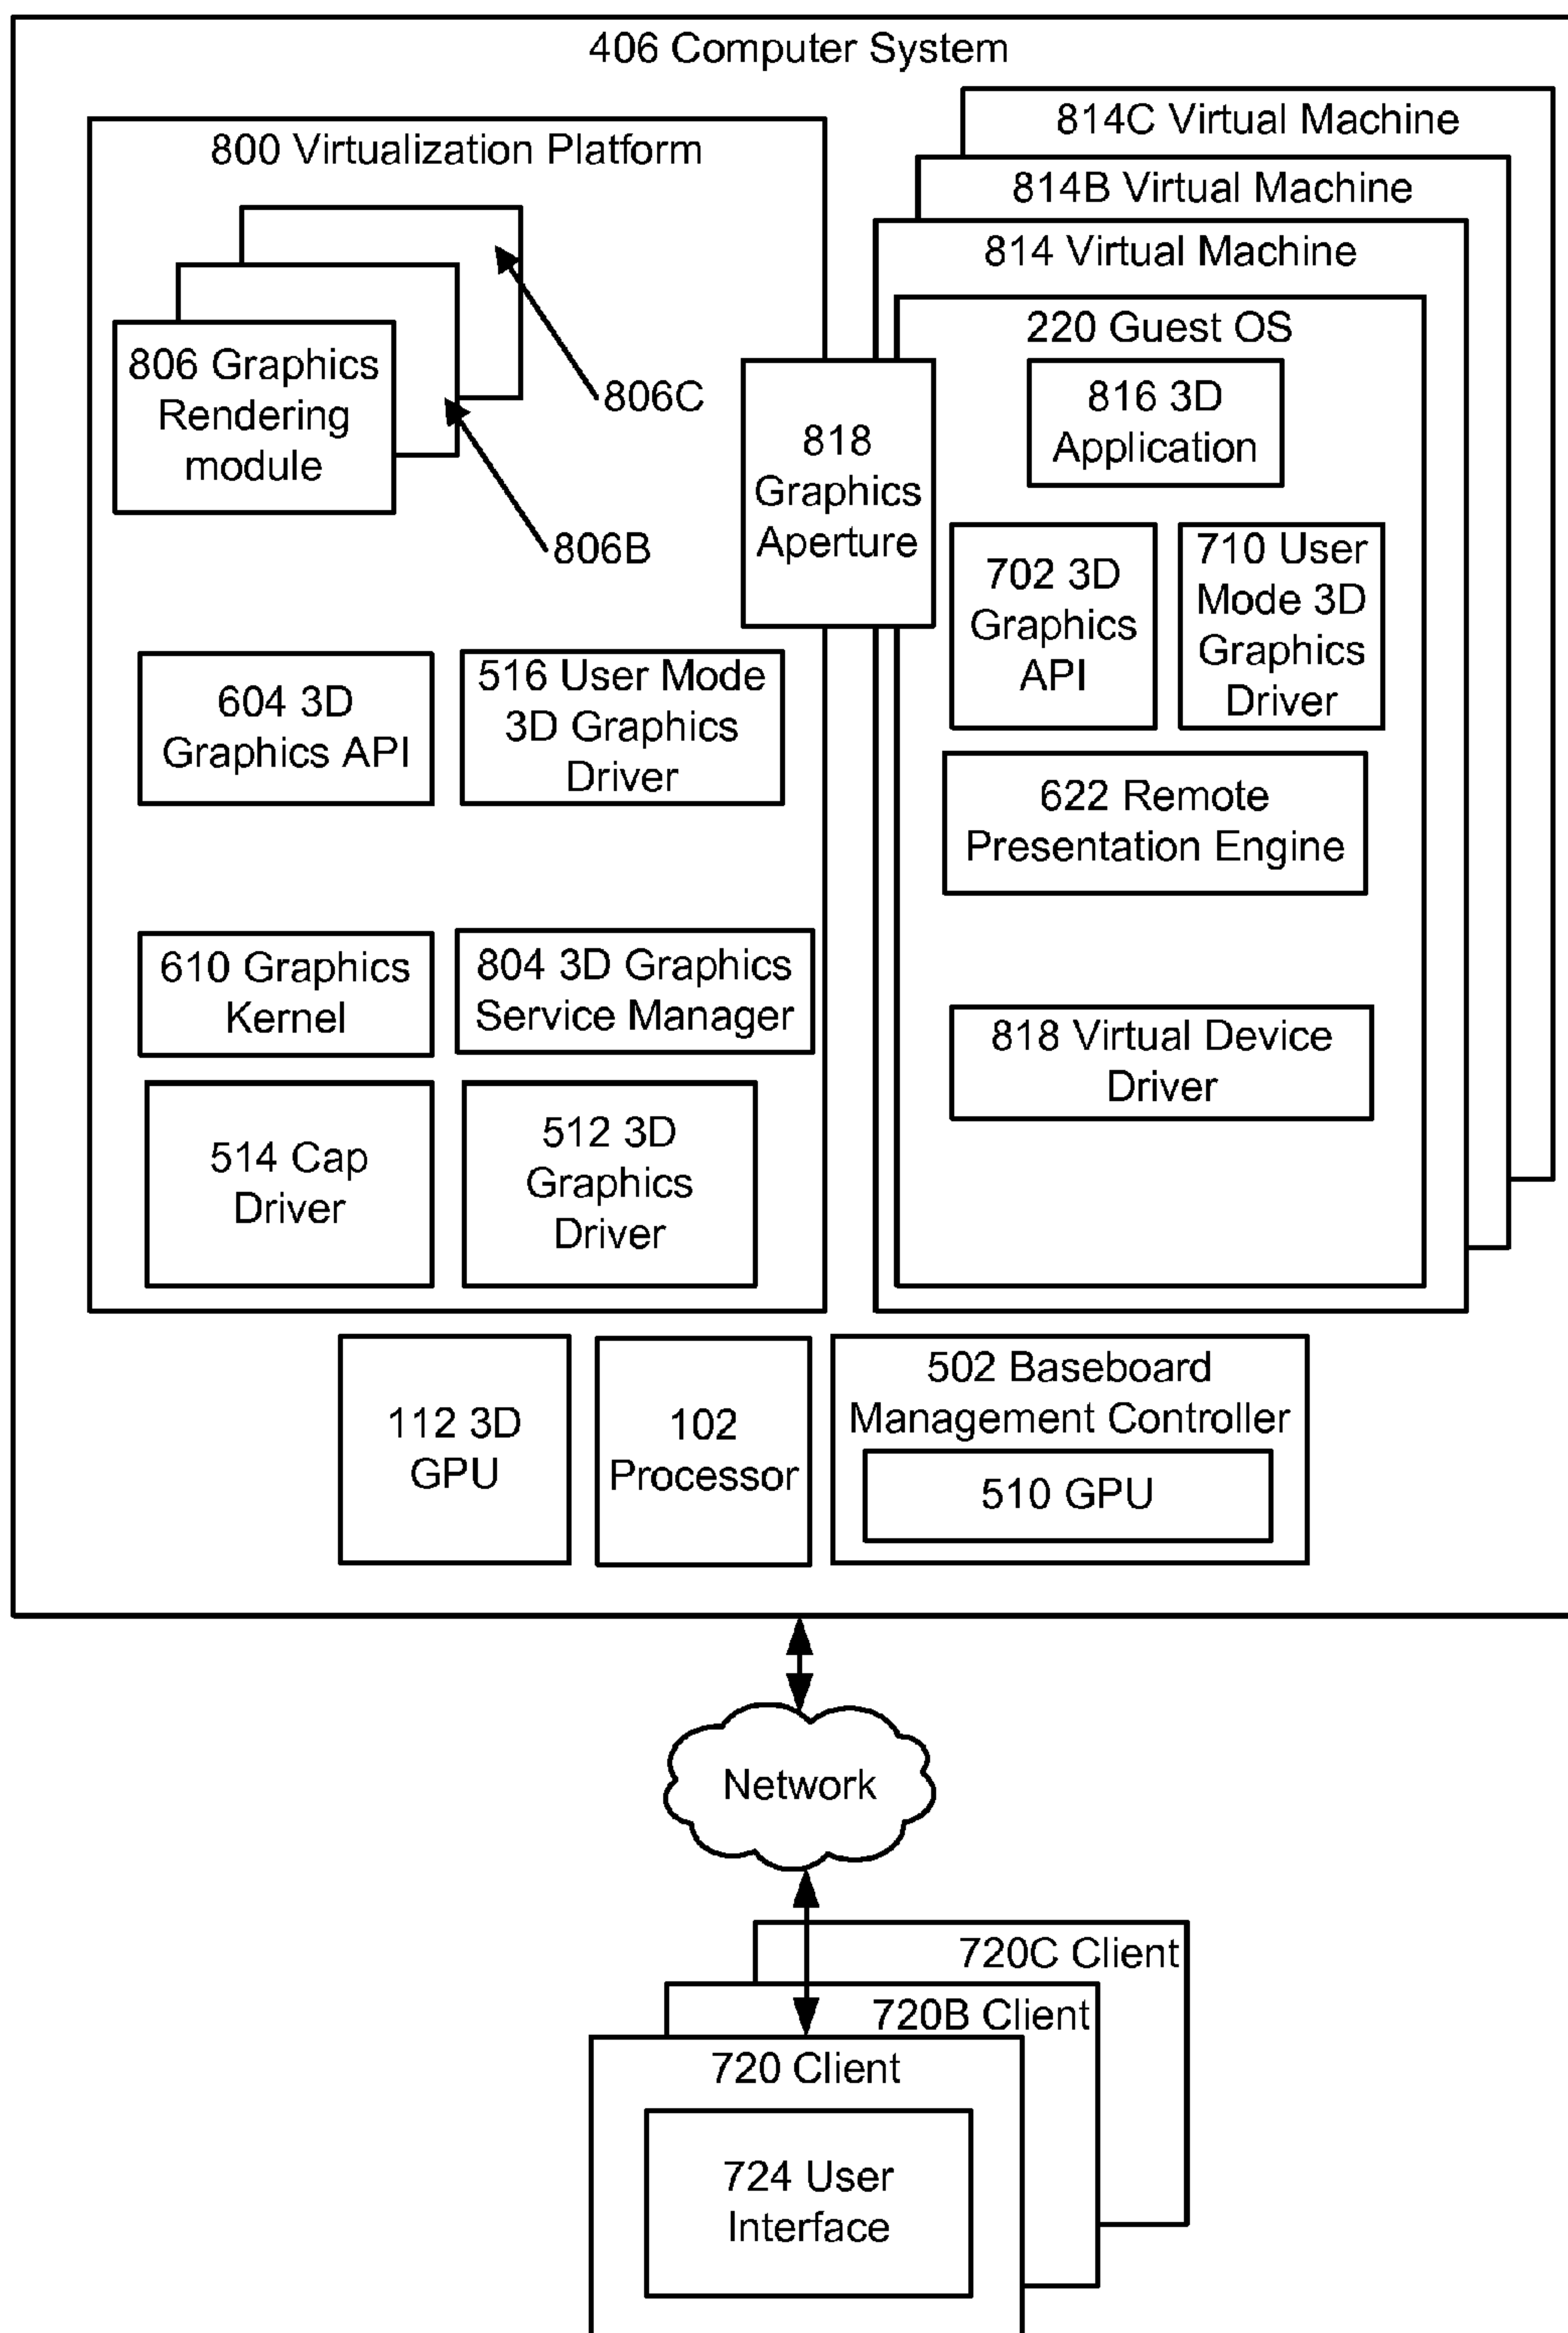 406 Computer System
800 Virtualization Platform
806 Graphics
Rendering
module
806C
806B
604 3D
Graphics API
516 User Mode
3D Graphics
Driver
610 Graphics
Kernel
804 3D Graphics
Service Manager
514 Cap
Driver
512 3D
Graphics
Driver
818
Graphics
Aperture
814C Virtual Machine
814B Virtual Machine
814 Virtual Machine
220 Guest OS
816 3D
Application
702 3D
Graphics
API
710 User
Mode 3D
Graphics
Driver
622 Remote
Presentation Engine
818 Virtual Device
Driver
112 3D
GPU
102
Processor
502 Baseboard
Management Controller
510 GPU
Network
720C Client
720B Client
720 Client
724 User
Interface